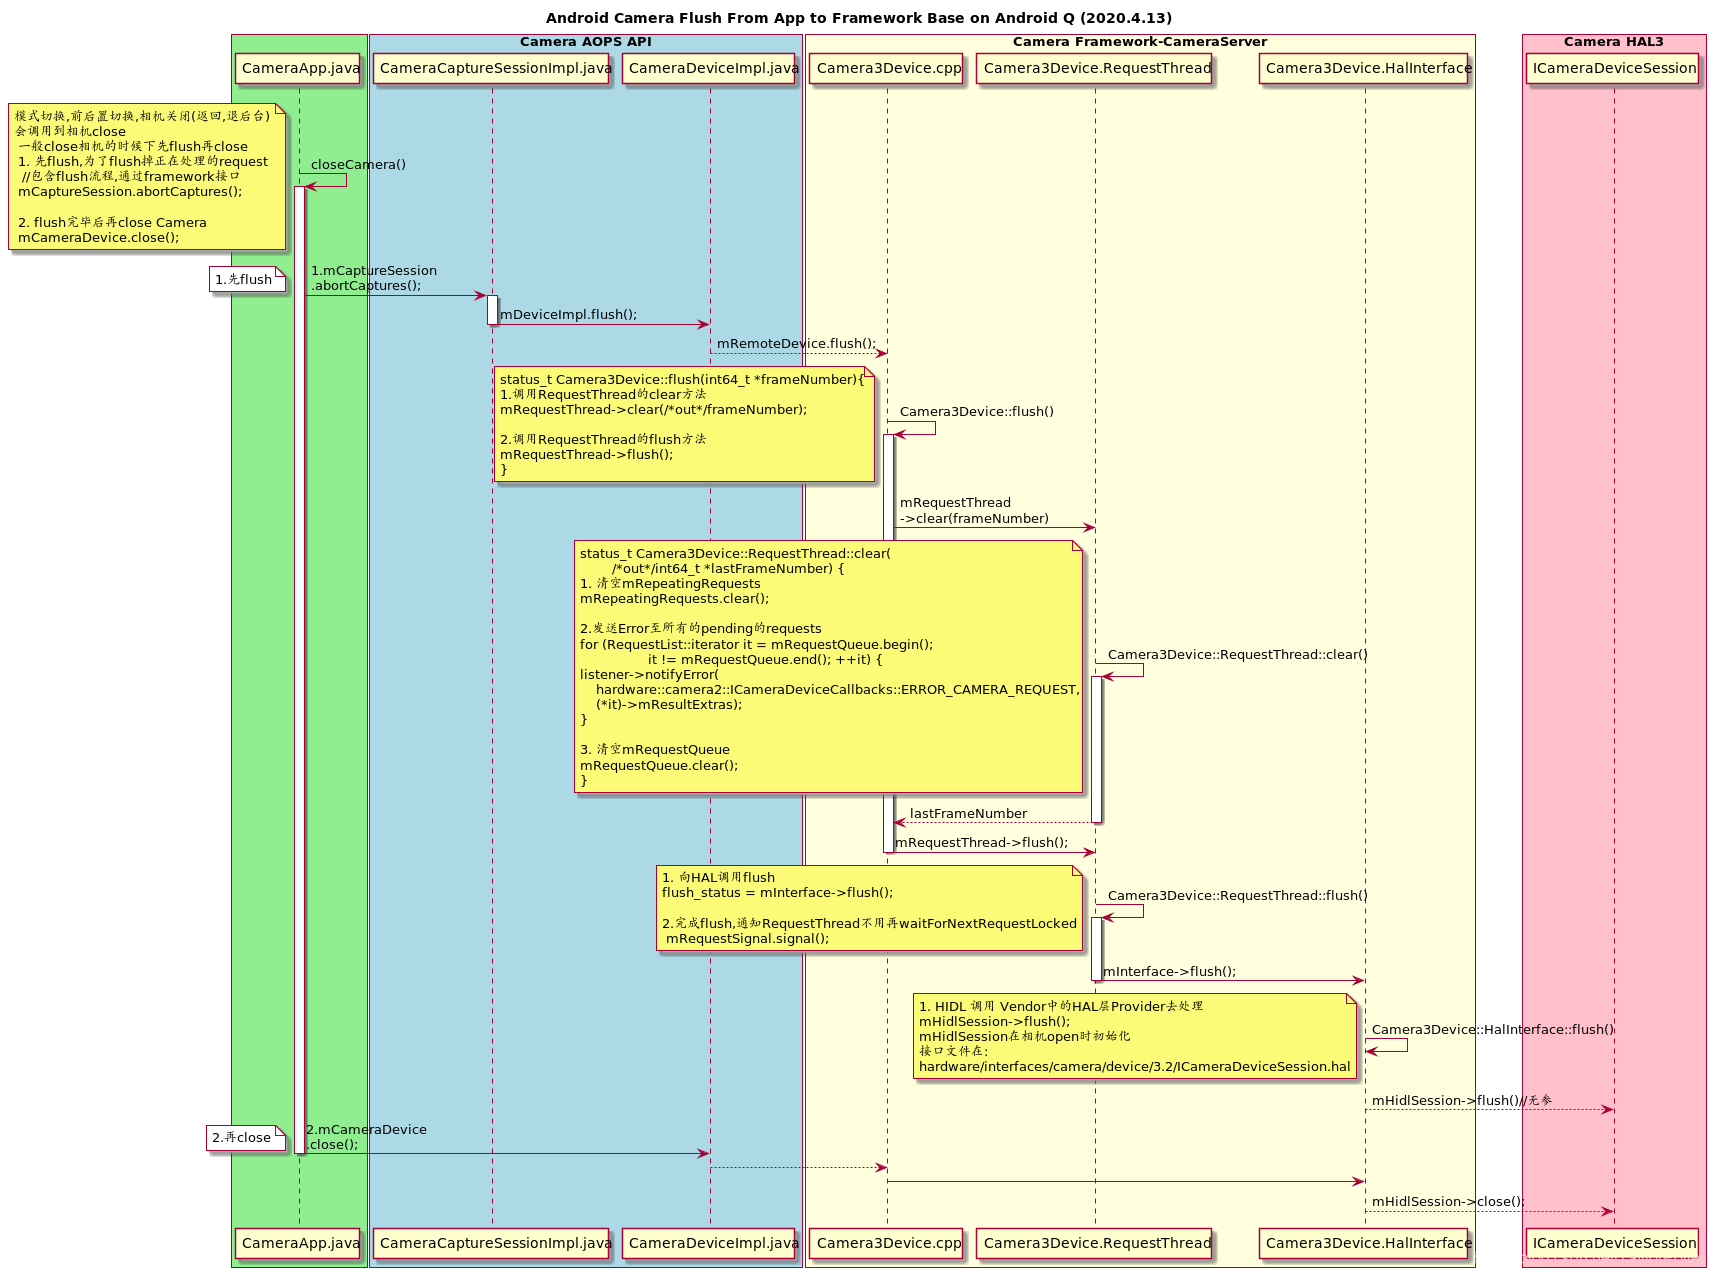 Android Camera Flush From App to Framework Base on Android Q (2020.4.13)
Camera AOPS API
Camera Framework-CameraServer
Camera HAL3
CameraApp.java
CameraCaptureSessionImpl.java
CameraDeviceImpl.java
Camera3Device.cpp
Camera3Device.RequestThread
Camera3Device.HalInterface
ICameraDeviceSession
模式切换,前后置切换,相机关闭(返回,退后台)
会调用到相机close
一般close相机的时候下先flush再close
1. 先flush,为了flush掉正在处理的request
//包含flush流程,通过framework接口
mCaptureSession.abortCaptures();
2. flush完毕后再close Camera
mCameraDevice.close();
closeCamera()
1.先flush
1.mCaptureSession
.abortCaptures();
mDeviceImpl.flush();
mRemoteDevice.flush();
status_t Camera3Device::flush(int64_t *frameNumber){
1.调用RequestThread的clear方法
mRequestThread->clear(/*out*/frameNumber);
2.调用RequestThread的flush方法
mRequestThread->flush();
}
Camera3Device::flush()
mRequestThread
->clear(frameNumber)
status_t Camera3Device::RequestThread::clear(
/*out*/int64_t *lastFrameNumber) {
1. 清空mRepeatingRequests
mRepeatingRequests.clear();
2.发送Error至所有的pending的requests
for (RequestList::iterator it = mRequestQueue.begin();
it != mRequestQueue.end(); ++it) {
listener->notifyError(
hardware::camera2::ICameraDeviceCallbacks::ERROR_CAMERA_REQUEST,
(*it)->mResultExtras);
}
3. 清空mRequestQueue
mRequestQueue.clear();
}
Camera3Device::RequestThread::clear()
lastFrameNumber
mRequestThread->flush();
1. 向HAL调用flush
flush_status = mInterface->flush();
2.完成flush,通知RequestThread不用再waitForNextRequestLocked
mRequestSignal.signal();
Camera3Device::RequestThread::flush()
mInterface->flush();
1. HIDL 调用 Vendor中的HAL层Provider去处理
mHidlSession->flush();
mHidlSession在相机open时初始化
接口文件在:
hardware/interfaces/camera/device/3.2/ICameraDeviceSession.hal
Camera3Device::HalInterface::flush()
mHidlSession->flush()//无参
2.再close
2.mCameraDevice
.close();
mHidlSession->close();
CameraApp.java
CameraCaptureSessionImpl.java
CameraDeviceImpl.java
Camera3Device.cpp
Camera3Device.RequestThread
Camera3Device.HalInterface
ICameraDeviceSession